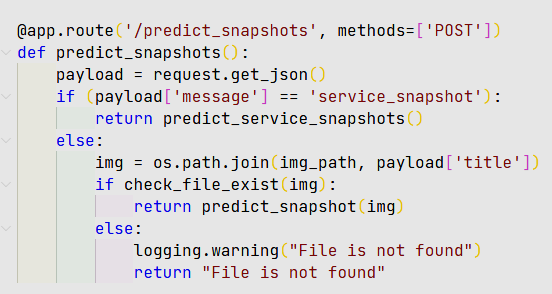 @app.route('/predict_snapshots', methods=['POST'])
def predict_snapshots():
    payload = request.get_json()
    if (payload['message'] == 'service_snapshot'):
        return predict_service_snapshots()
    else:
        img = os.path.join(img_path, payload['title'])
        if check_file_exist(img):
            return predict_snapshot(img)
        else:
            logging.warning("File is not found")
            return "File is not found"